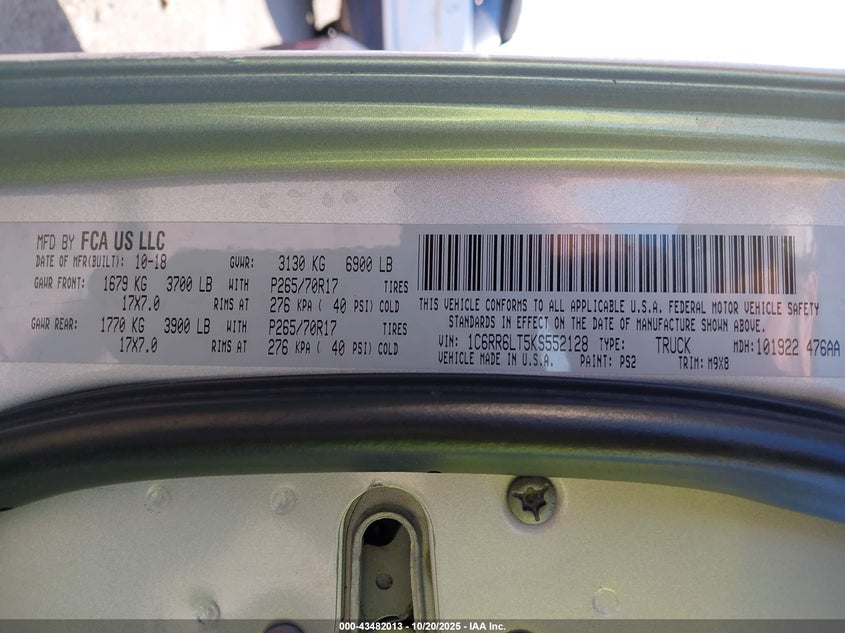 MFD BY FCA US LLC
DATE OF MFR(BUILT): 10-18 GVWR: 3130 KG 6900 LB
GAWR FRONT: 1679 KG 3700 LB WITH P265/70R17 TIRES
17X7.0 RIMS AT 276 KPA ( 40 PSI) COLD
GAWR REAR: 1770 KG 3900 LB WITH P265/70R17 TIRES
17X7.0 RIMS AT 276 KPA ( 40 PSI) COLD
THIS VEHICLE CONFORMS TO ALL APPLICABLE U.S.A. FEDERAL MOTOR VEHICLE SAFETY
STANDARDS IN EFFECT ON THE DATE OF MANUFACTURE SHOWN ABOVE.
VIN: 1C6RR6LT5KS552128 TYPE: TRUCK MDH:101922 476AA
VEHICLE MADE IN U.S.A. PAINT: PS2 TRIM: M9X8
000-43482013 - 10/20/2025 - IAA Inc.